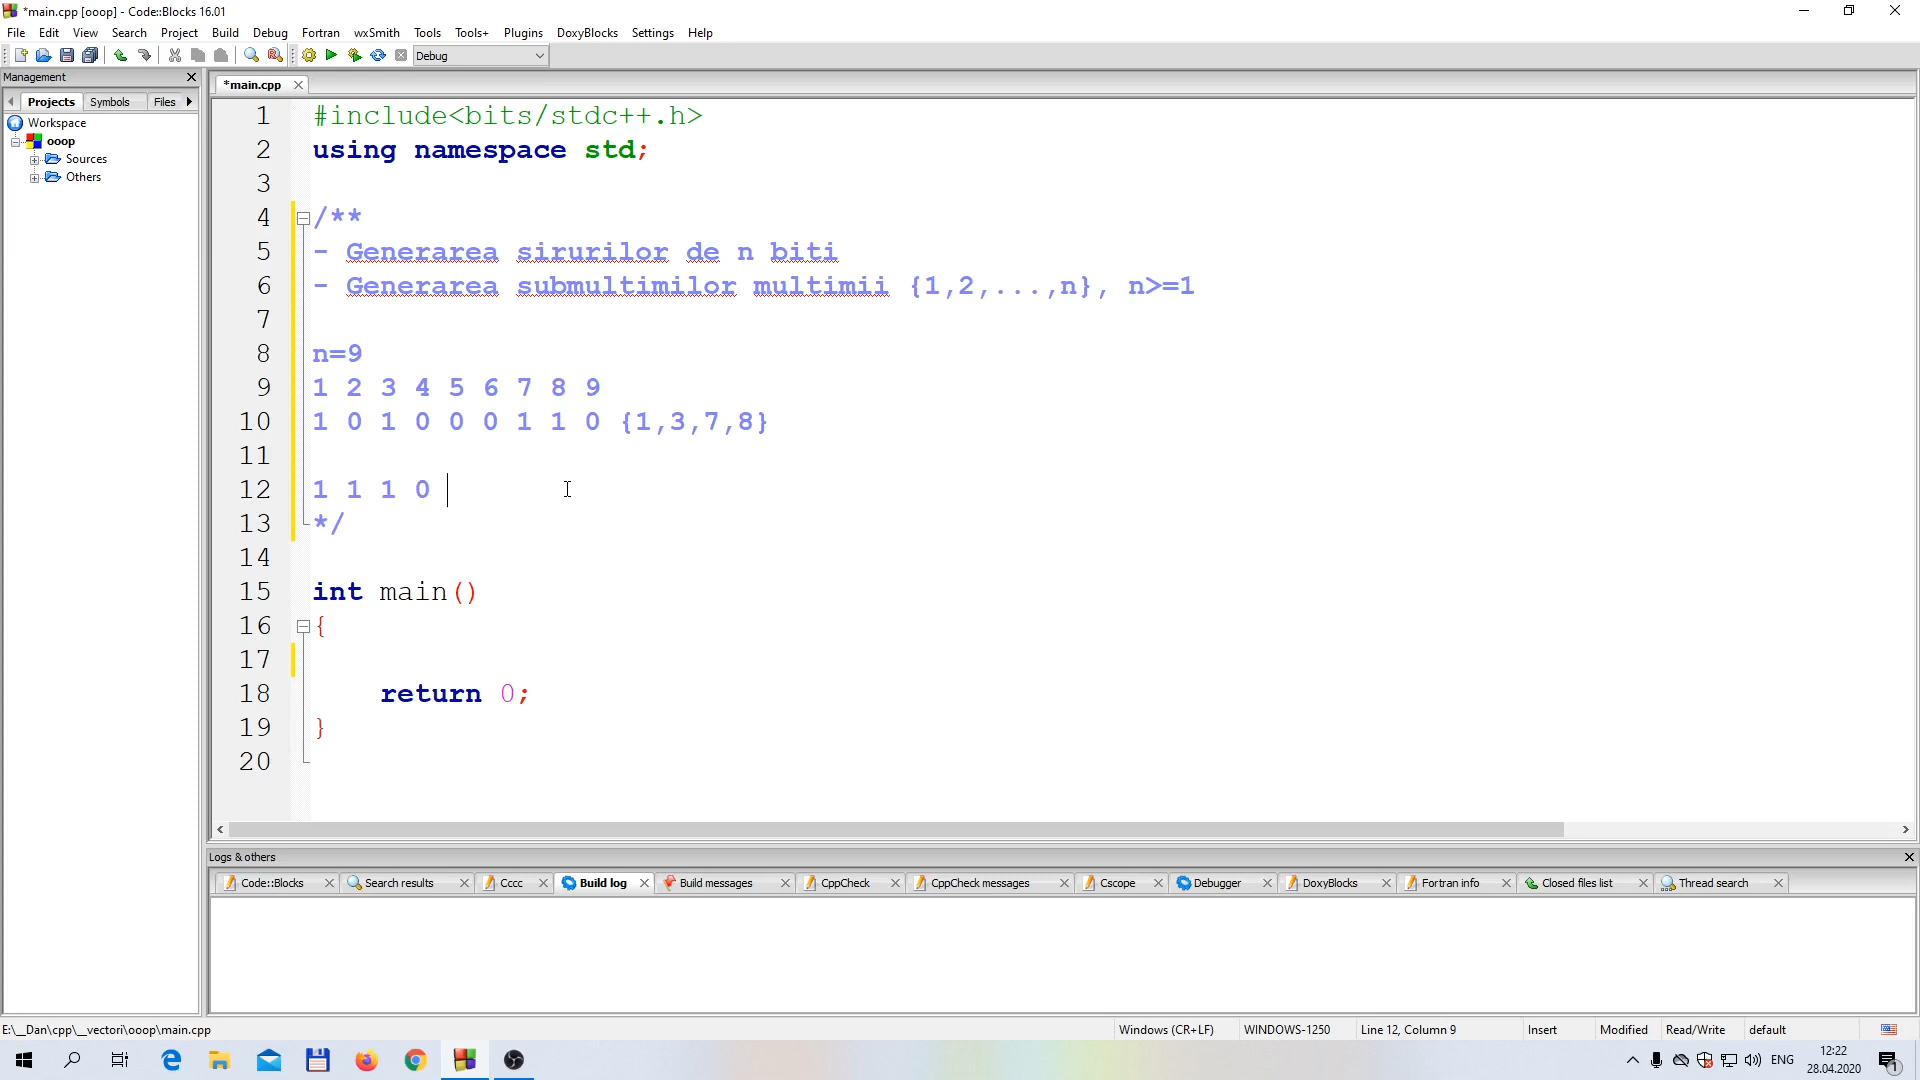 *main.cpp [ooop] - Code::Blocks 16.01
File Edit View Search Project Build Debug Fortran wxSmith Tools Tools+ Plugins DoxyBlocks Settings Help
Debug
Management
Projects Symbols Files
Workspace
ooop
Sources
Others
*main.cpp
1 #include<bits/stdc++.h>
2 using namespace std;
3
4 /**
5 - Generarea sirurilor de n biti
6 - Generarea submultimilor multimii {1,2,...,n}, n>=1
7
8 n=9
9 1 2 3 4 5 6 7 8 9
10 1 0 1 0 0 0 1 1 0 {1,3,7,8}
11
12 1 1 1 0
13 */
14
15 int main()
16 {
17
18 return 0;
19 }
20
Logs & others
Code::Blocks Search results Cccc Build log Build messages CppCheck CppCheck messages Cscope Debugger DoxyBlocks Fortran info Closed files list Thread search
E:\__Dan\cpp\__vectori\ooop\main.cpp Windows (CR+LF) WINDOWS-1250 Line 12, Column 9 Insert Modified Read/Write default
ENG 12:22
28.04.2020
1